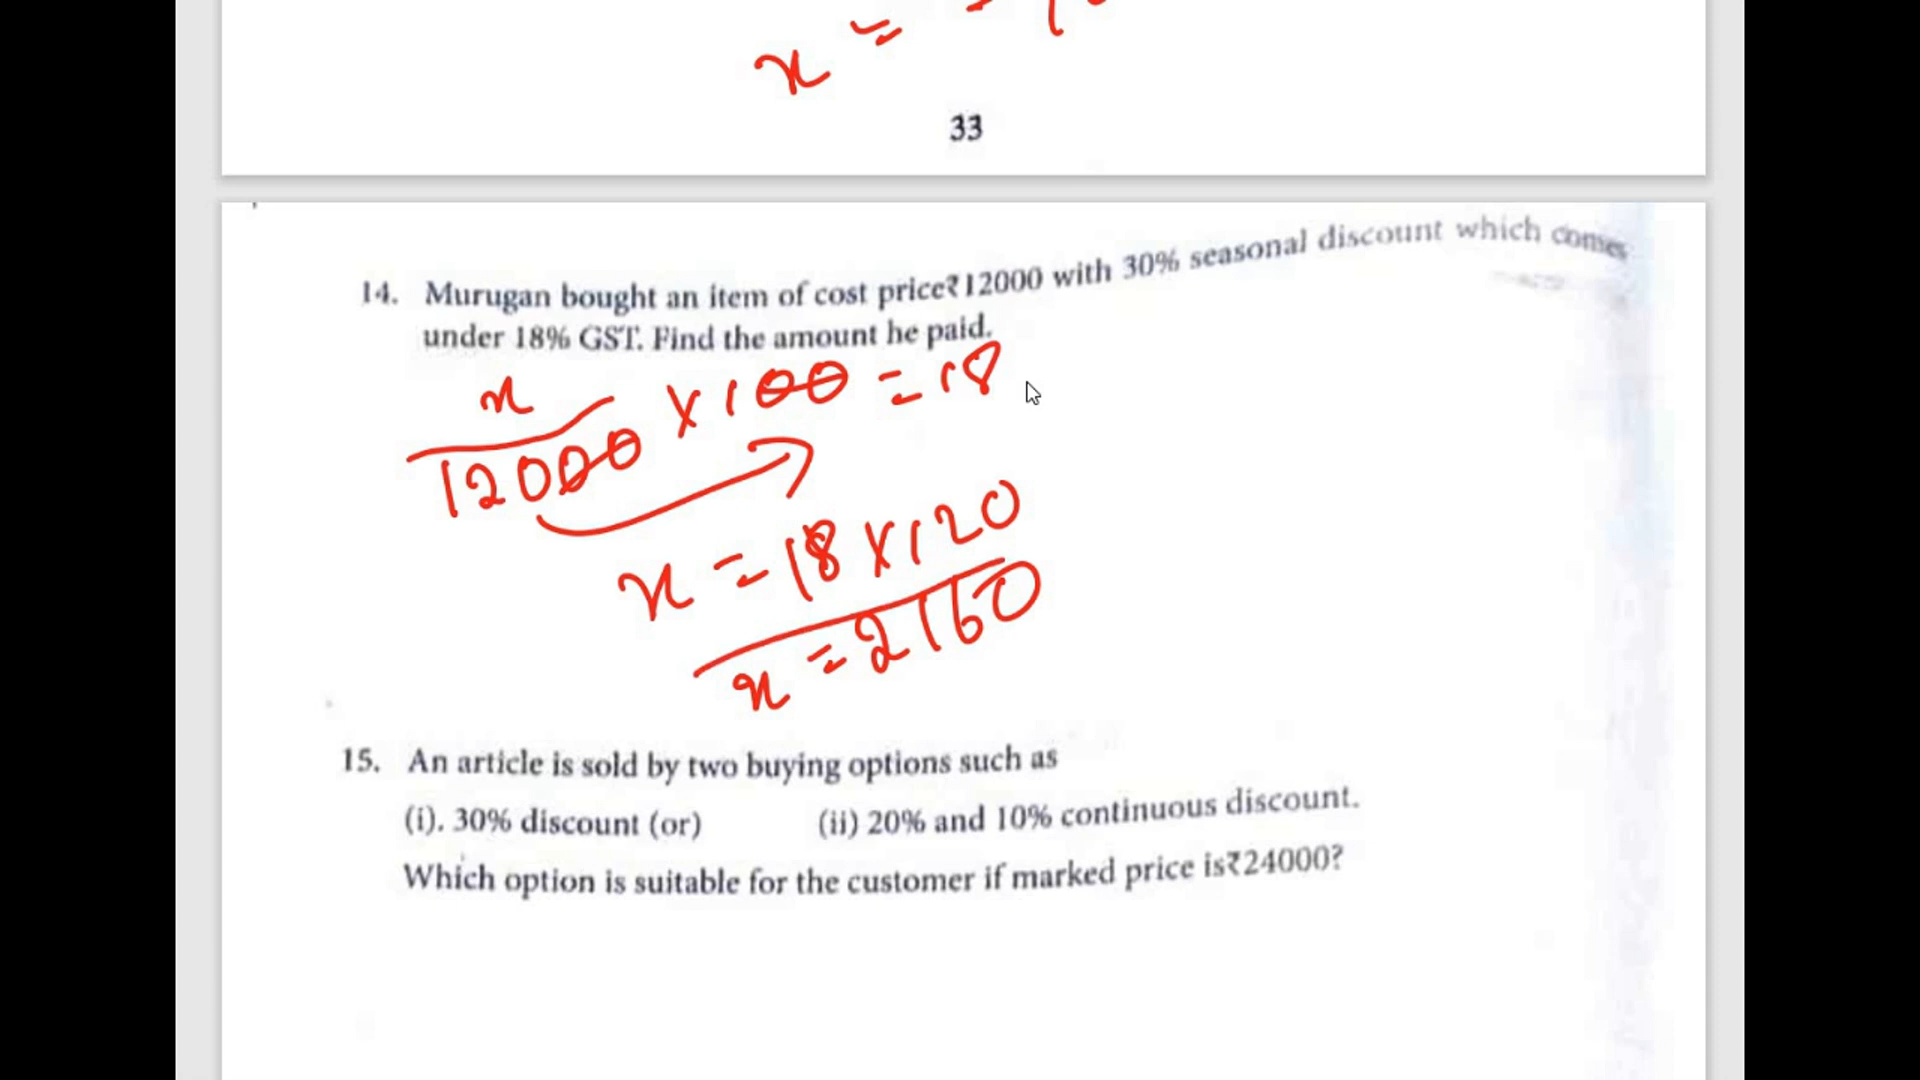 x =
33
14. Murugan bought an item of cost price₹12000 with 30% seasonal discount which comes
under 18% GST. Find the amount he paid.
x
12000 × 100 = 18
x = 18 × 120
x = 2160
15. An article is sold by two buying options such as
(i). 30% discount (or) (ii) 20% and 10% continuous discount.
Which option is suitable for the customer if marked price is₹24000?